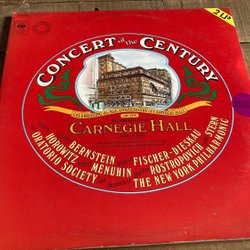 CBS
2 LP
CONCERT of the CENTURY
CELEBRATING the 85th ANNIVERSARY of CARNEGIE HALL
CARNEGIE HALL
BERNSTEIN
FISCHER-DIESKAU
STERN
HOROWITZ
MENUHIN
ROSTROPOVICH
ORATORIO SOCIETY
THE NEW YORK PHILHARMONIC